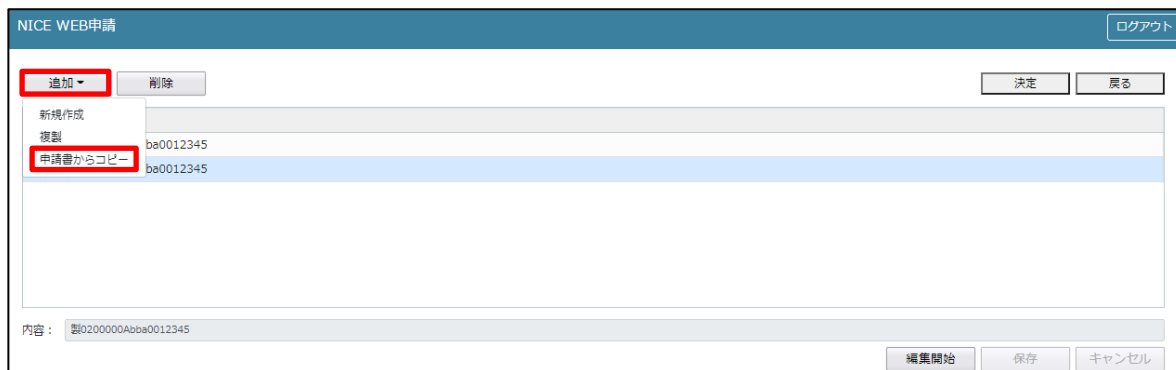 NICE WEB申請
ログアウト
追加
削除
決定
戻る
新規作成
複製
ba0012345
申請書からコピー
ba0012345
内容： 製0200000Abba0012345
編集開始
保存
キャンセル